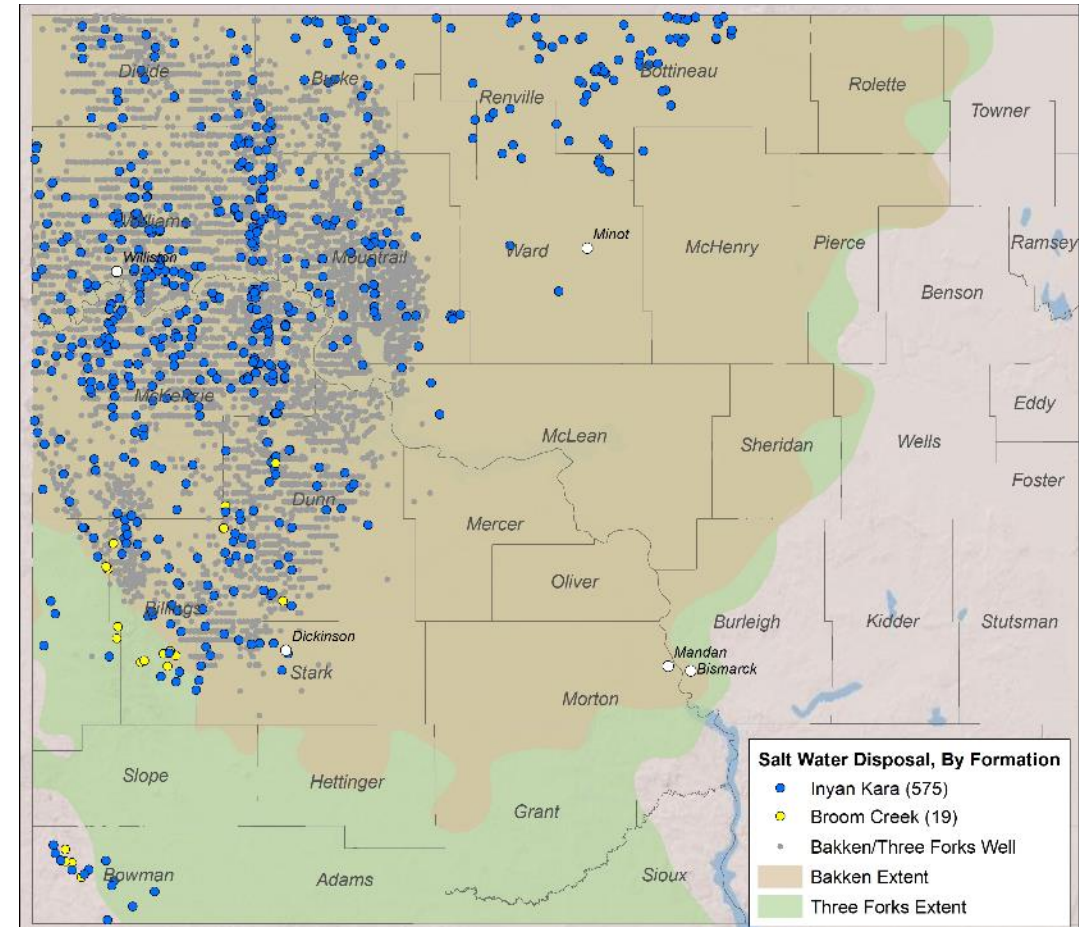 Divide
Burke
Renville
Bottineau
Rolette
Towner
Williams
Williston
Mountrail
Ward
Minot
McHenry
Pierce
Ramsey
Benson
McKenzie
McLean
Sheridan
Wells
Eddy
Foster
Dunn
Mercer
Oliver
Billings
Dickinson
Stark
Morton
Mandan
Bismarck
Burleigh
Kidder
Stutsman
Slope
Hettinger
Grant
Bowman
Adams
Sioux
Salt Water Disposal, By Formation
Inyan Kara (575)
Broom Creek (19)
Bakken/Three Forks Well
Bakken Extent
Three Forks Extent